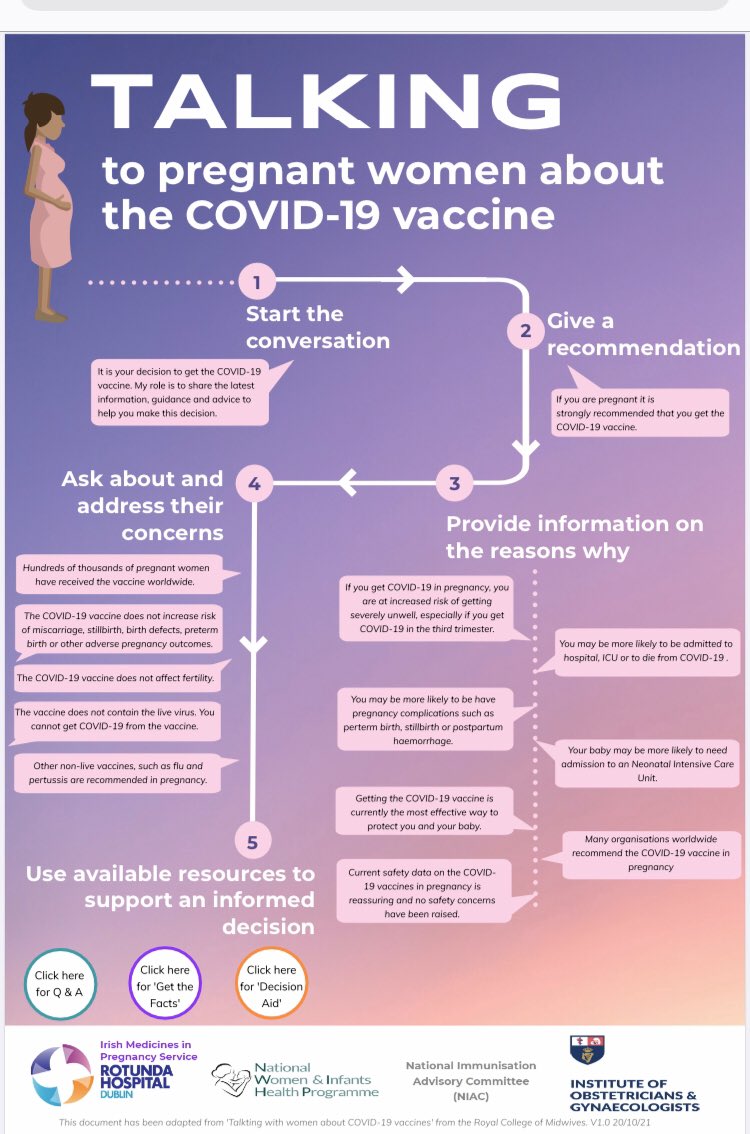 TALKING
to pregnant women about
the COVID-19 vaccine
1
Start the
conversation
It is your decision to get the COVID-19
vaccine. My role is to share the latest
information, guidance and advice to
help you make this decision.
2
Give a
recommendation
If you are pregnant it is
strongly recommended that you get the
COVID-19 vaccine.
3
Provide information on
the reasons why
If you get COVID-19 in pregnancy, you
are at increased risk of getting
severely unwell, especially if you get
COVID-19 in the third trimester.
You may be more likely to be admitted to
hospital, ICU or to die from COVID-19 .
You may be more likely to be have
pregnancy complications such as
perterm birth, stillbirth or postpartum
haemorrhage.
Your baby may be more likely to need
admission to an Neonatal Intensive Care
Unit.
Getting the COVID-19 vaccine is
currently the most effective way to
protect you and your baby.
Many organisations worldwide
recommend the COVID-19 vaccine in
pregnancy
Current safety data on the COVID-
19 vaccines in pregnancy is
reassuring and no safety concerns
have been raised.
4
Ask about and
address their
concerns
Hundreds of thousands of pregnant women
have received the vaccine worldwide.
The COVID-19 vaccine does not increase risk
of miscarriage, stillbirth, birth defects, preterm
birth or other adverse pregnancy outcomes.
The COVID-19 vaccine does not affect fertility.
The vaccine does not contain the live virus. You
cannot get COVID-19 from the vaccine.
Other non-live vaccines, such as flu and
pertussis are recommended in pregnancy.
5
Use available resources to
support an informed
decision
Click here
for Q & A
Click here
for 'Get the
Facts'
Click here
for 'Decision
Aid'
Irish Medicines in
Pregnancy Service
ROTUNDA
HOSPITAL
DUBLIN
National
Women & Infants
Health Programme
National Immunisation
Advisory Committee
(NIAC)
INSTITUTE OF
OBSTETRICIANS &
GYNAECOLOGISTS
This document has been adapted from 'Talkting with women about COVID-19 vaccines' from the Royal College of Midwives. V1.0 20/10/21